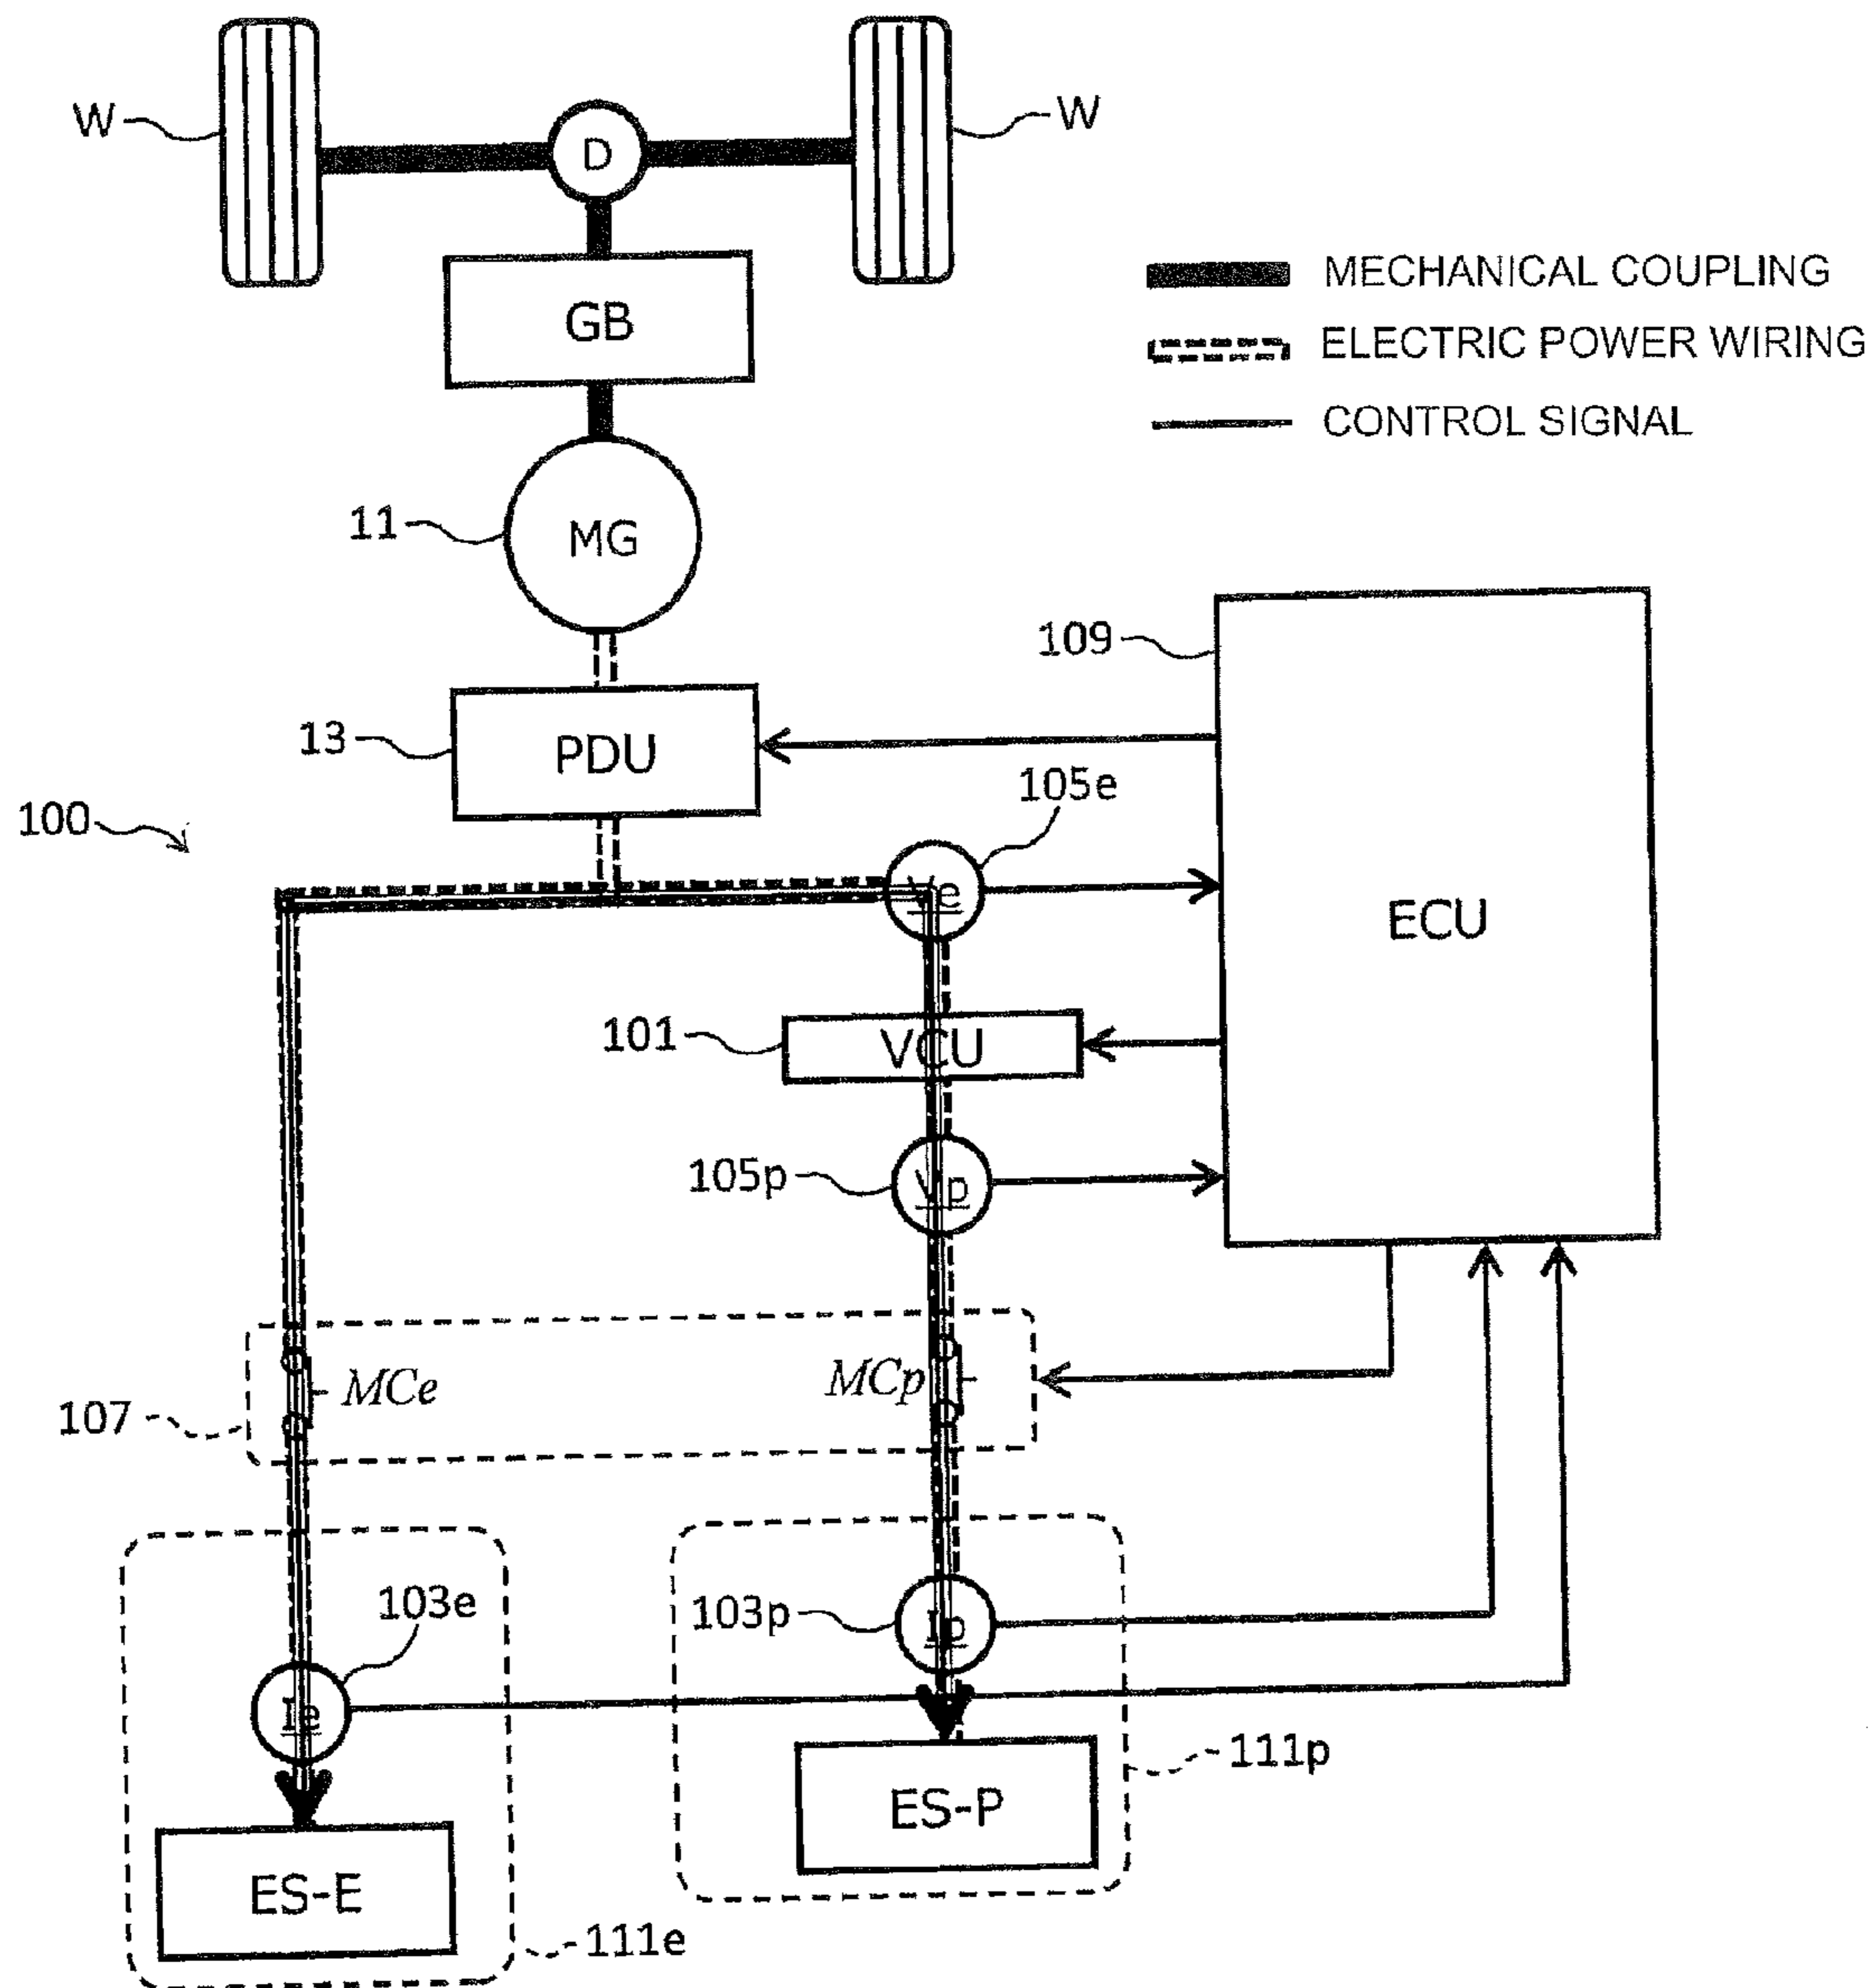 W
W
D
GB
MECHANICAL COUPLING
ELECTRIC POWER WIRING
CONTROL SIGNAL
11
MG
109
13
PDU
105e
100
Ve
ECU
101
VCU
105p
Vp
MCe
MCp
107
103e
103p
Ip
Ie
111p
ES-P
ES-E
111e